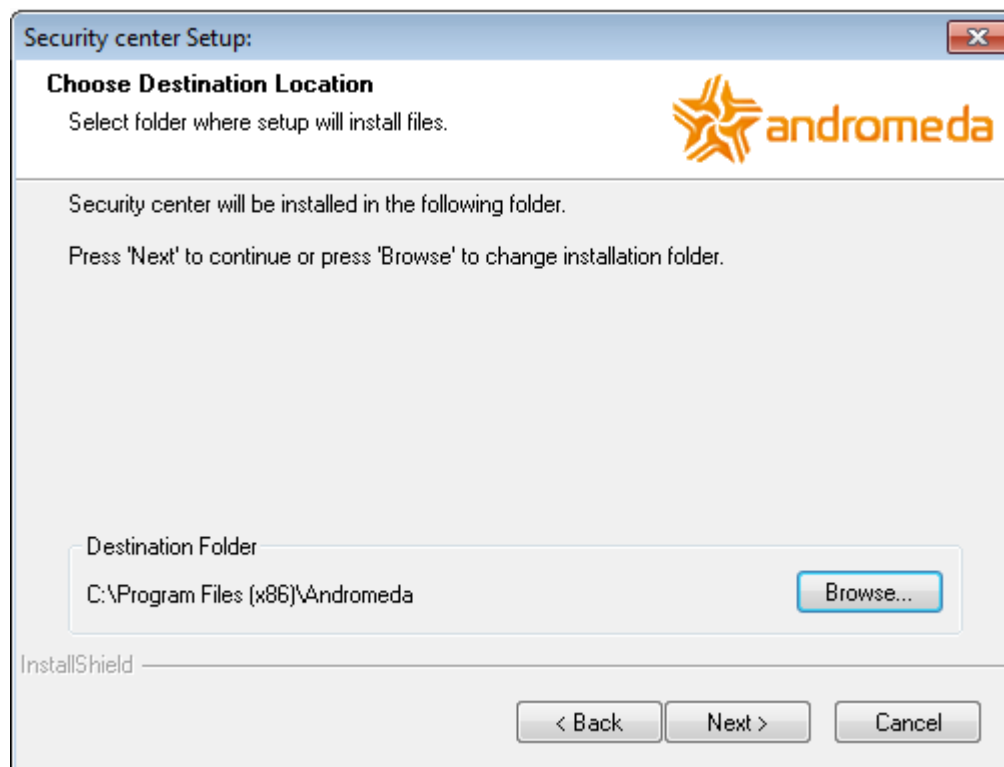 Security center Setup:
Choose Destination Location
Select folder where setup will install files.
andromeda
Security center will be installed in the following folder.
Press 'Next' to continue or press 'Browse' to change installation folder.
Destination Folder
C:\Program Files (x86)\Andromeda
Browse...
InstallShield
< Back
Next >
Cancel